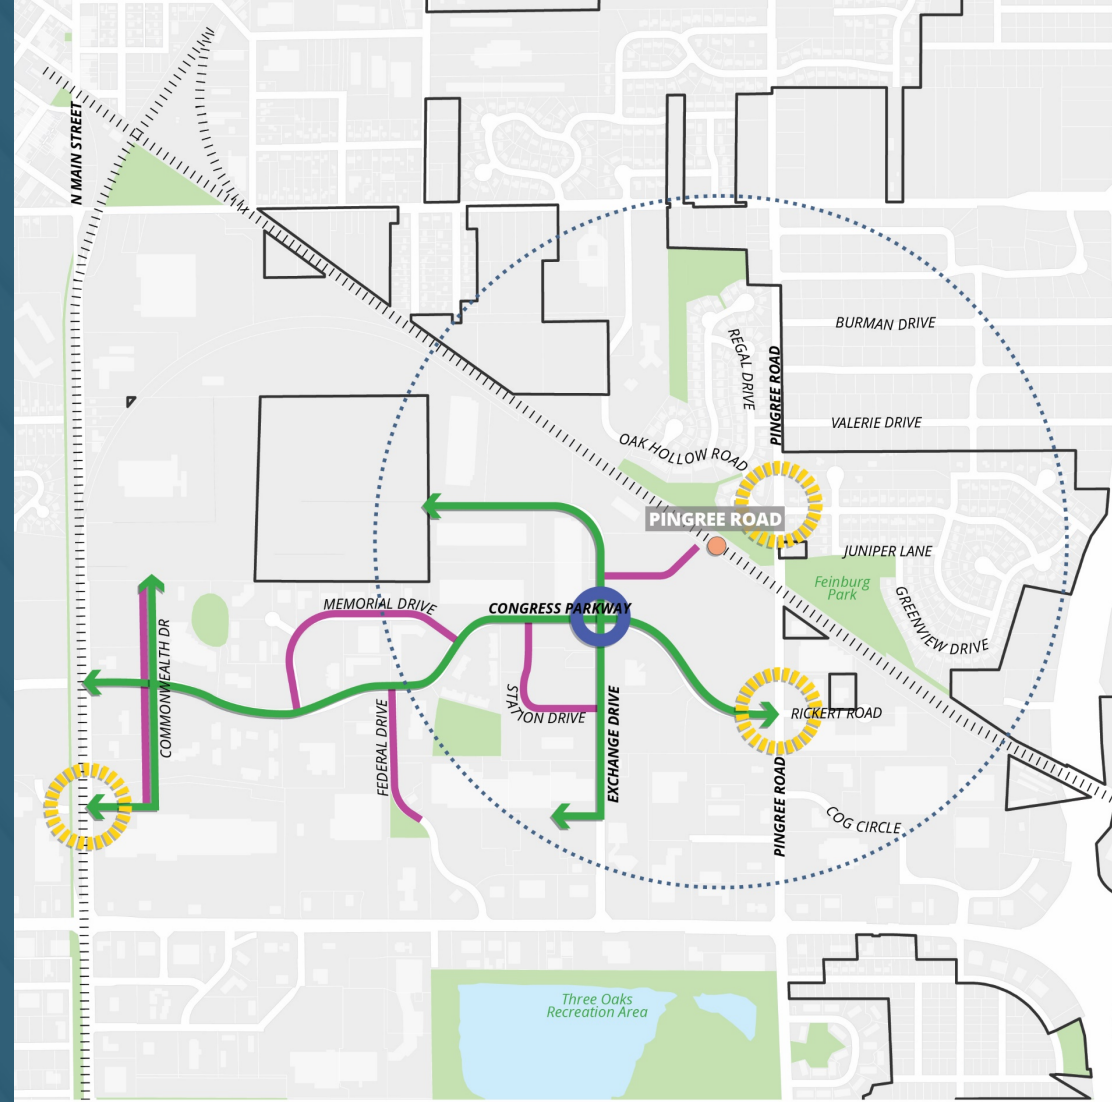 N MAIN STREET
BURMAN DRIVE
REGAL DRIVE
PINGREE ROAD
VALERIE DRIVE
OAK HOLLOW ROAD
PINGREE ROAD
JUNIPER LANE
Feinburg
Park
GREENVIEW DRIVE
MEMORIAL DRIVE
CONGRESS PARKWAY
COMMONWEALTH DR
STATION DRIVE
FEDERAL DRIVE
EXCHANGE DRIVE
RICKERT ROAD
PINGREE ROAD
COG CIRCLE
Three Oaks
Recreation Area